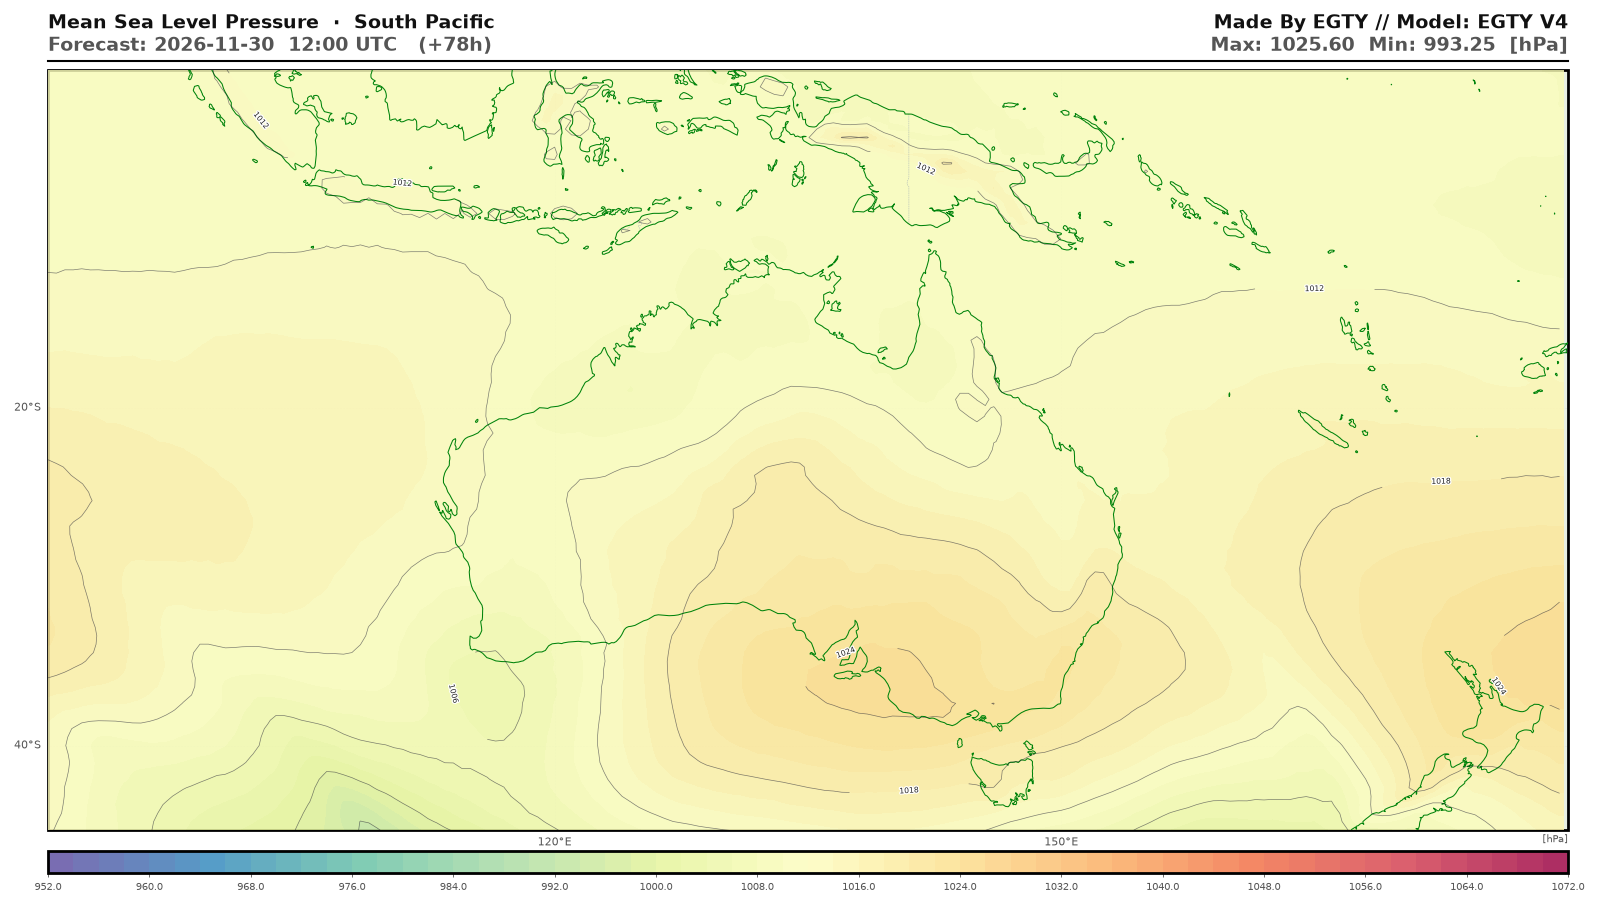 Mean Sea Level Pressure · South Pacific
Made By EGTY // Model: EGTY V4
Forecast: 2026-11-30 12:00 UTC (+78h)
Max: 1025.60 Min: 993.25 [hPa]
1012
1012
1012
1012
20°S
1018
1024
1024
1006
40°S
1018
120°E
150°E
[hPa]
952.0 960.0 968.0 976.0 984.0 992.0 1000.0 1008.0 1016.0 1024.0 1032.0 1040.0 1048.0 1056.0 1064.0 1072.0